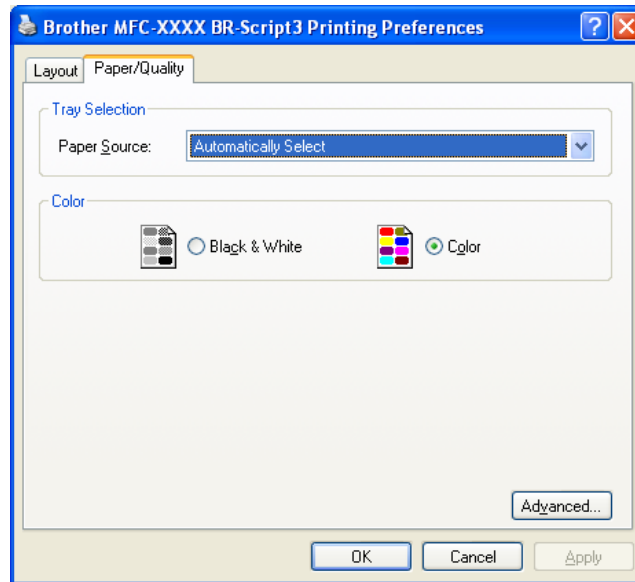 Brother MFC-XXXX BR-Script3 Printing Preferences
Layout Paper/Quality
Tray Selection
Paper Source: Automatically Select
Color
Black & White Color
Advanced...
OK Cancel Apply